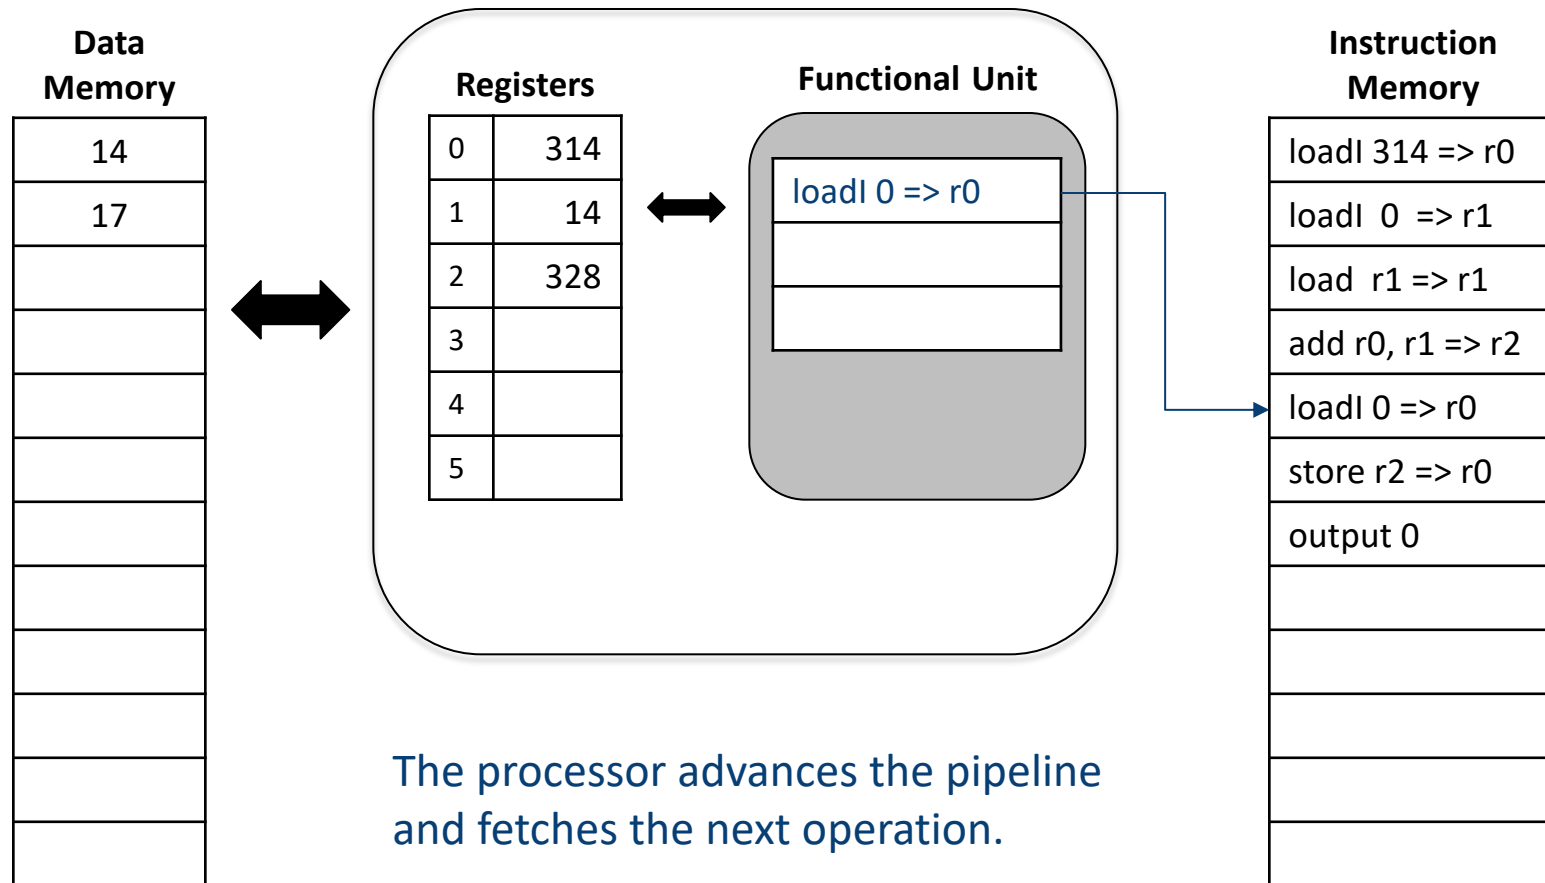 Data
Memory
14
17
Registers
0 314
1 14
2 328
3
4
5
Functional Unit
loadI 0 => r0
Instruction
Memory
loadI 314 => r0
loadI 0 => r1
load r1 => r1
add r0, r1 => r2
loadI 0 => r0
store r2 => r0
output 0
The processor advances the pipeline
and fetches the next operation.